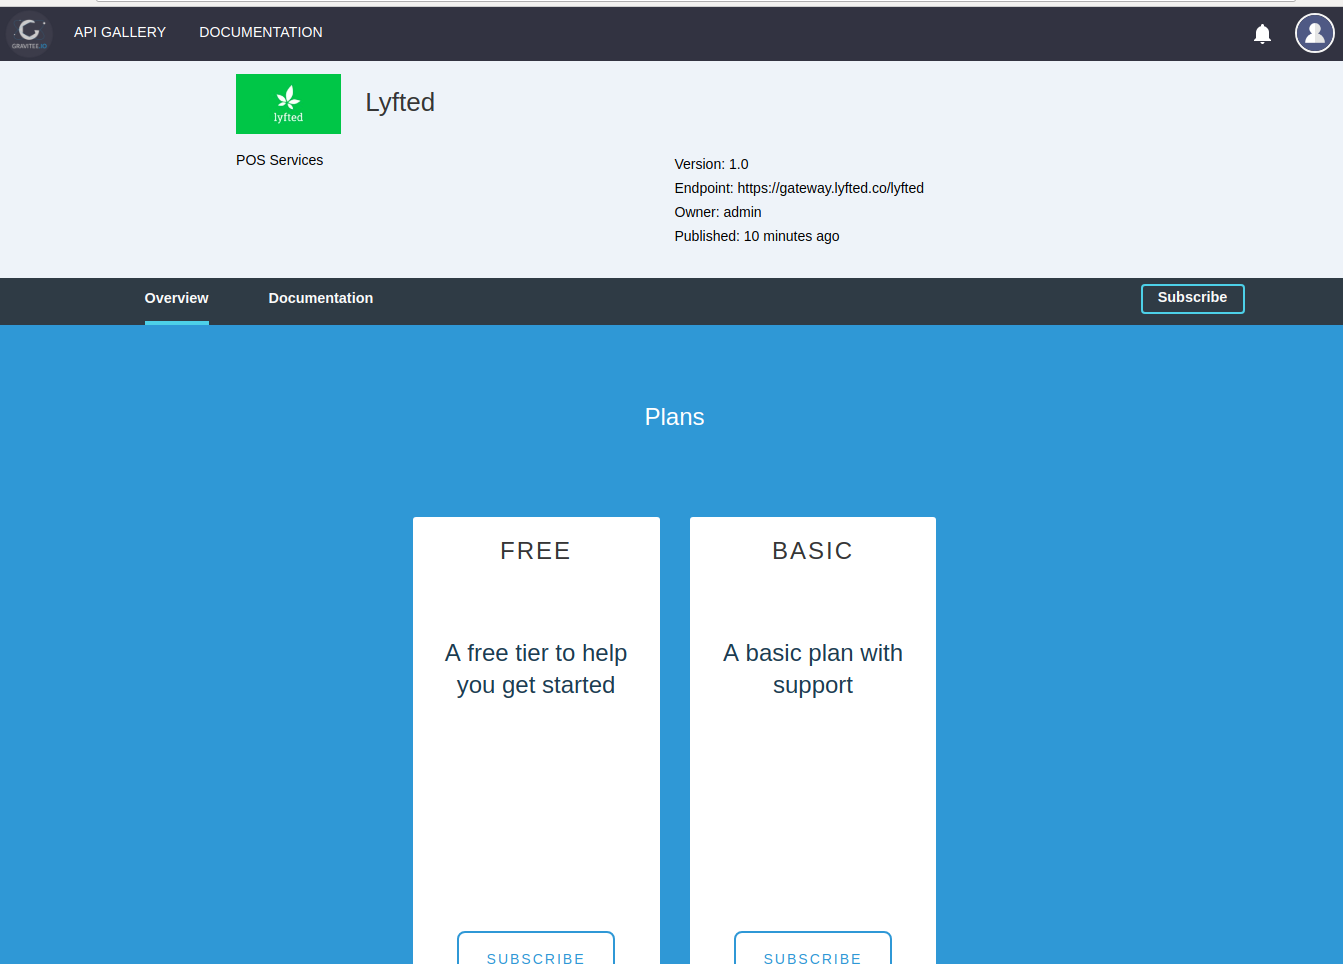 GRAVITEE.IO
API GALLERY
DOCUMENTATION
lyfted
Lyfted
POS Services
Version: 1.0
Endpoint: https://gateway.lyfted.co/lyfted
Owner: admin
Published: 10 minutes ago
Overview
Documentation
Subscribe
Plans
FREE
A free tier to help
you get started
SUBSCRIBE
BASIC
A basic plan with
support
SUBSCRIBE